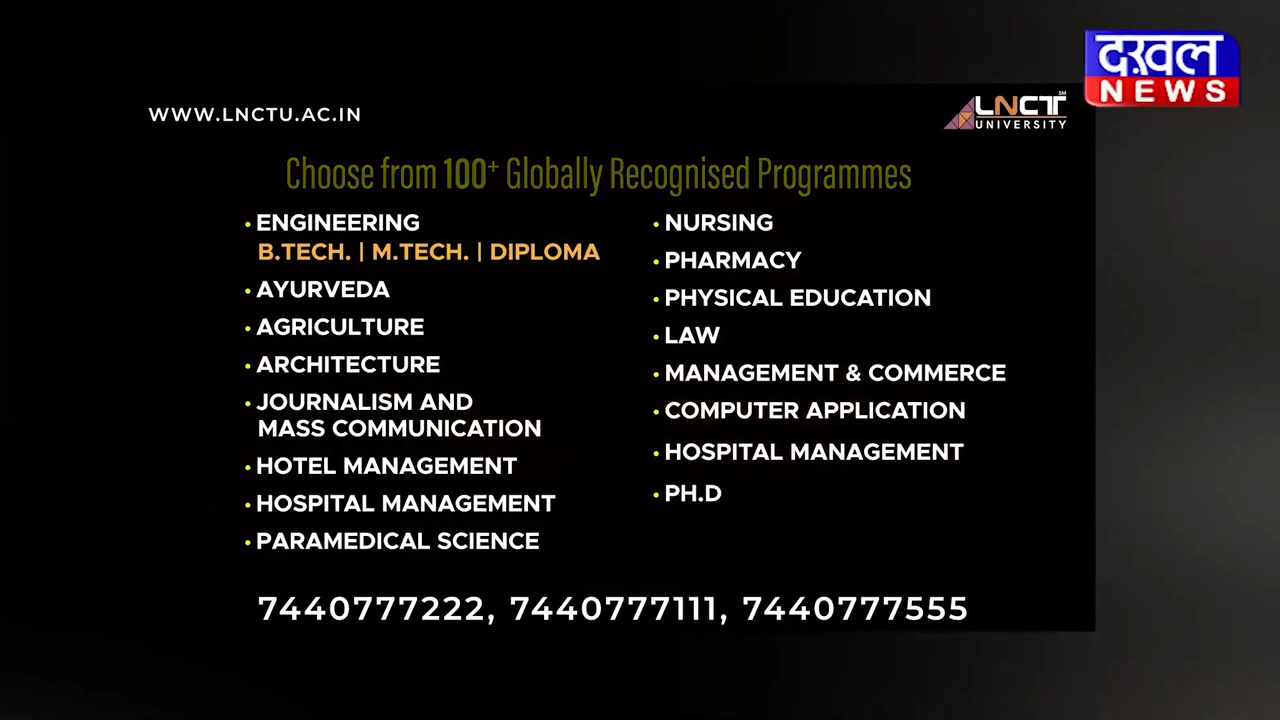 दख़ल
NEWS
WWW.LNCTU.AC.IN
LNCT SM
UNIVERSITY
Choose from 100+ Globally Recognised Programmes
• ENGINEERING
B.TECH. | M.TECH. | DIPLOMA
• AYURVEDA
• AGRICULTURE
• ARCHITECTURE
• JOURNALISM AND
MASS COMMUNICATION
• HOTEL MANAGEMENT
• HOSPITAL MANAGEMENT
• PARAMEDICAL SCIENCE
• NURSING
• PHARMACY
• PHYSICAL EDUCATION
• LAW
• MANAGEMENT & COMMERCE
• COMPUTER APPLICATION
• HOSPITAL MANAGEMENT
• PH.D
7440777222, 7440777111, 7440777555